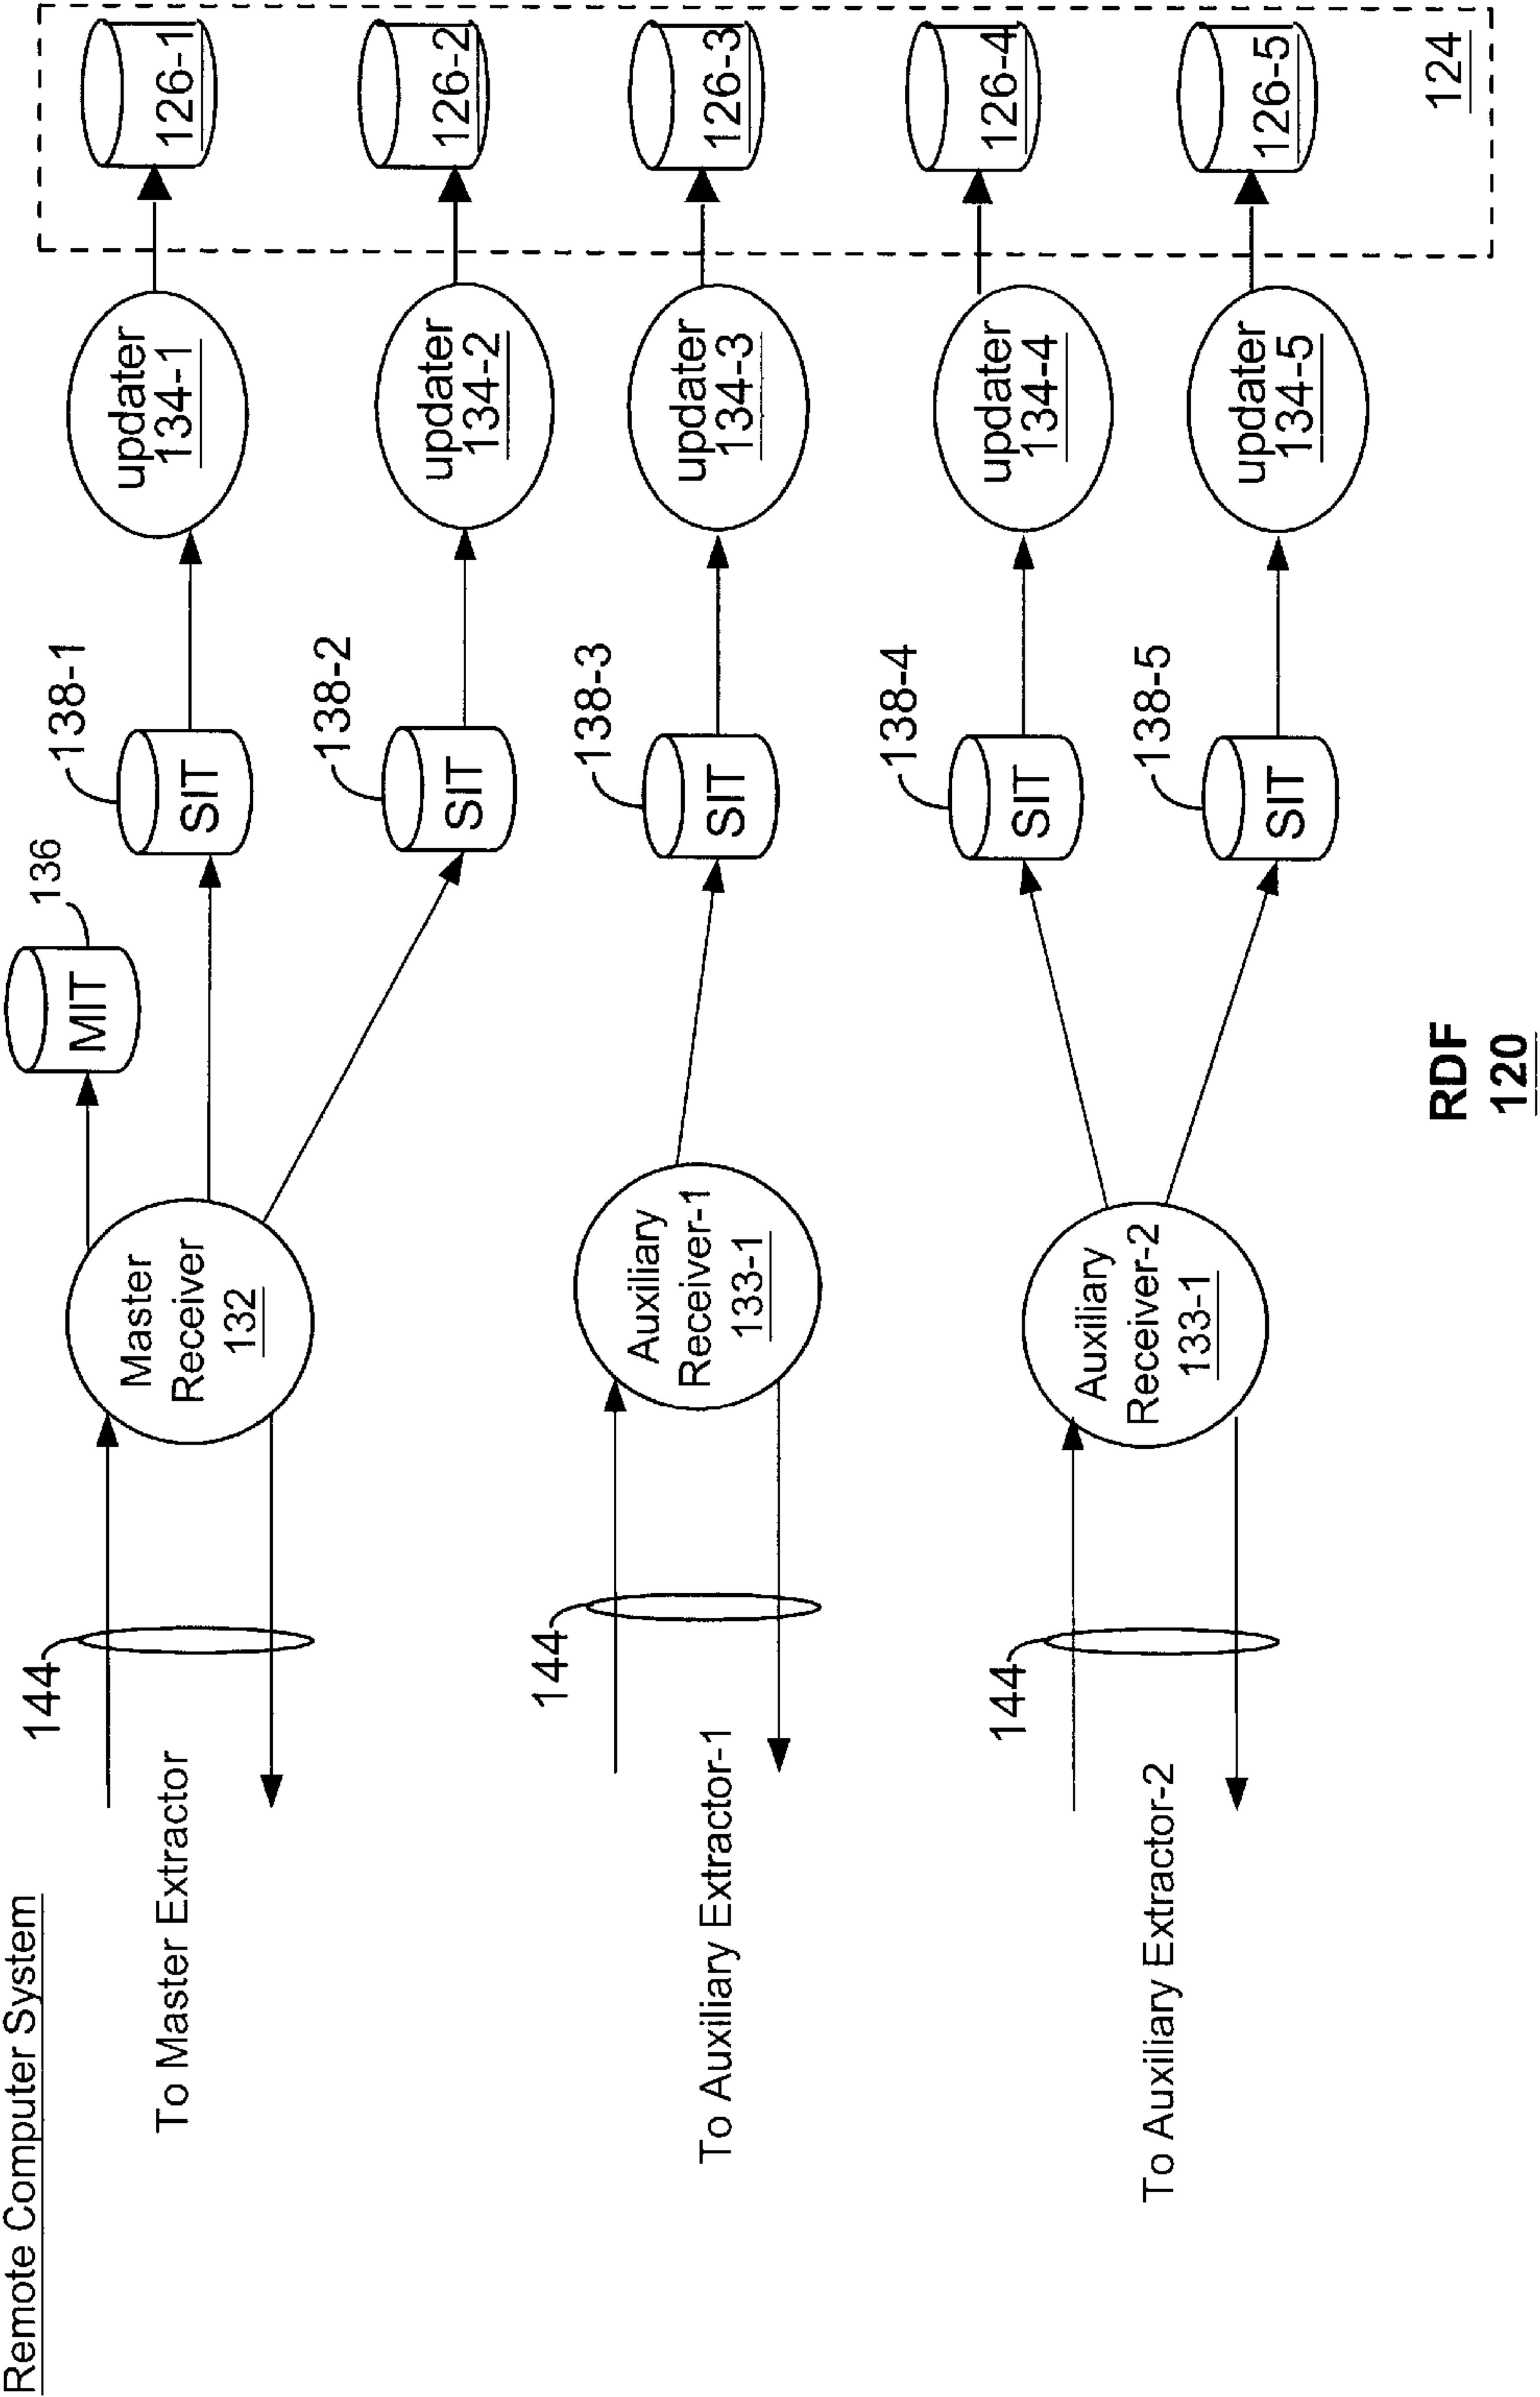 Remote Computer System
To Master Extractor
144
Master
Receiver
132
MIT
136
SIT
138-1
SIT
138-2
updater
134-1
updater
134-2
126-1
126-2
To Auxiliary Extractor-1
144
Auxiliary
Receiver-1
133-1
SIT
138-3
updater
134-3
126-3
To Auxiliary Extractor-2
144
Auxiliary
Receiver-2
133-1
SIT
138-4
SIT
138-5
updater
134-4
updater
134-5
126-4
126-5
124
RDF
120